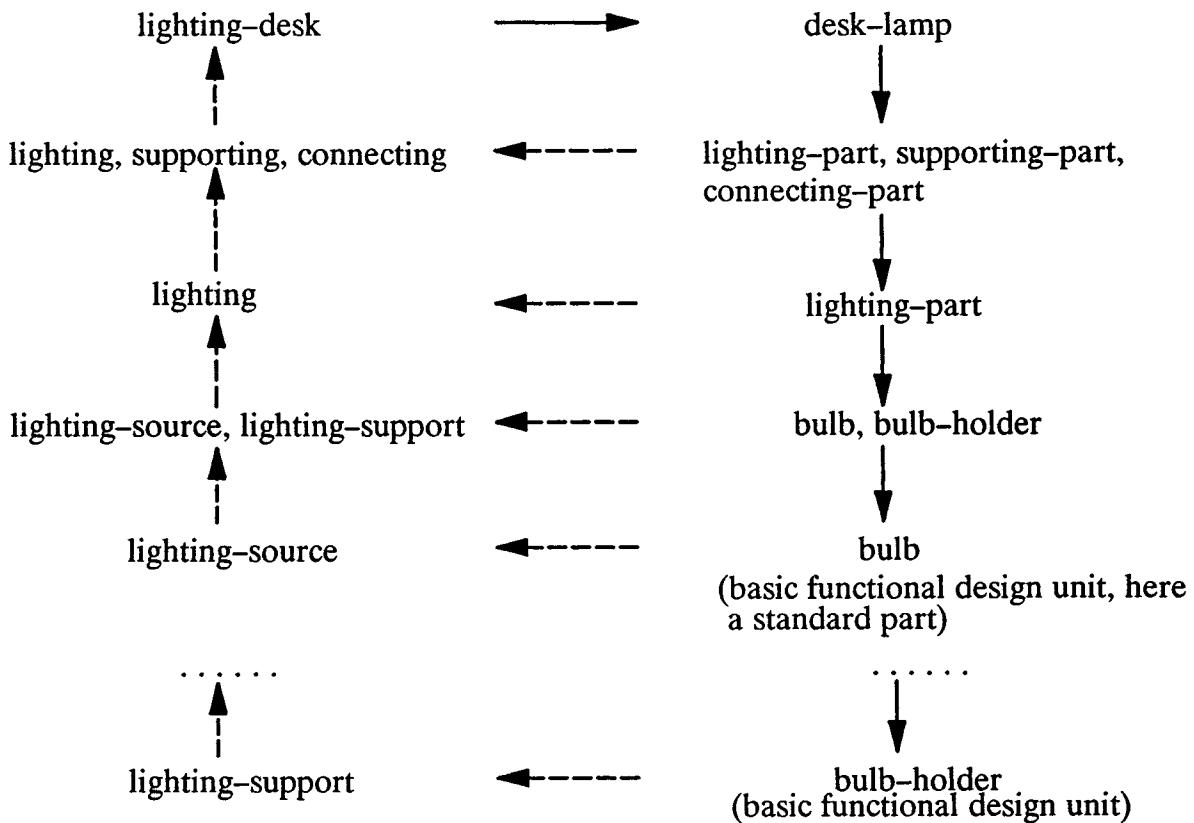 lighting–desk
desk–lamp
lighting, supporting, connecting
lighting–part, supporting–part,
connecting–part
lighting
lighting–part
lighting–source, lighting–support
bulb, bulb–holder
lighting–source
bulb
(basic functional design unit, here
a standard part)
. . . . . .
. . . . . .
lighting–support
bulb–holder
(basic functional design unit)